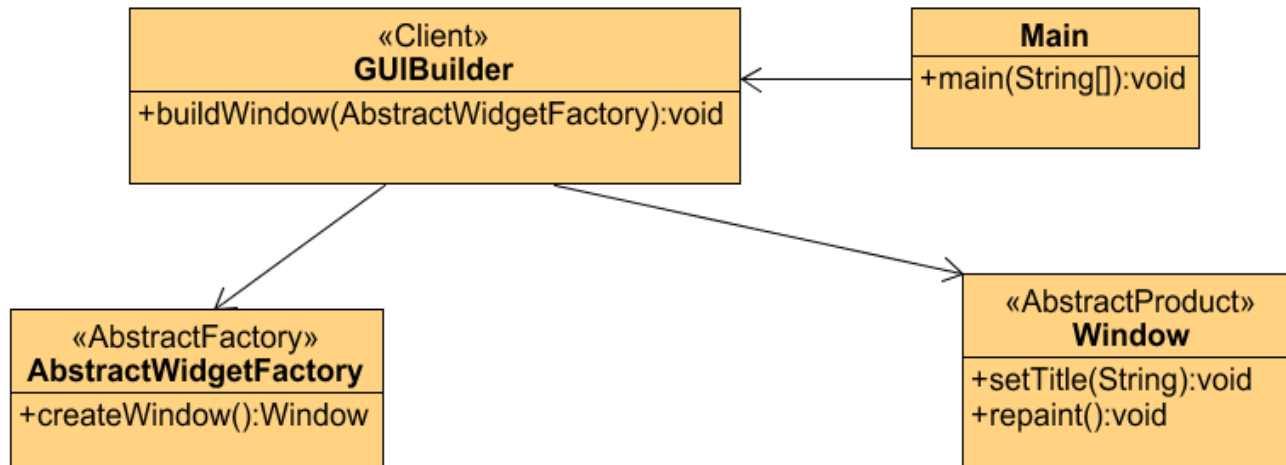 «Client»
GUIBuilder
+buildWindow(AbstractWidgetFactory):void
Main
+main(String[]):void
«AbstractFactory»
AbstractWidgetFactory
+createWindow():Window
«AbstractProduct»
Window
+setTitle(String):void
+repaint():void